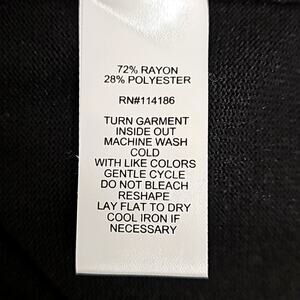 72% RAYON
28% POLYESTER
RN#114186
TURN GARMENT
INSIDE OUT
MACHINE WASH
COLD
WITH LIKE COLORS
GENTLE CYCLE
DO NOT BLEACH
RESHAPE
LAY FLAT TO DRY
COOL IRON IF
NECESSARY